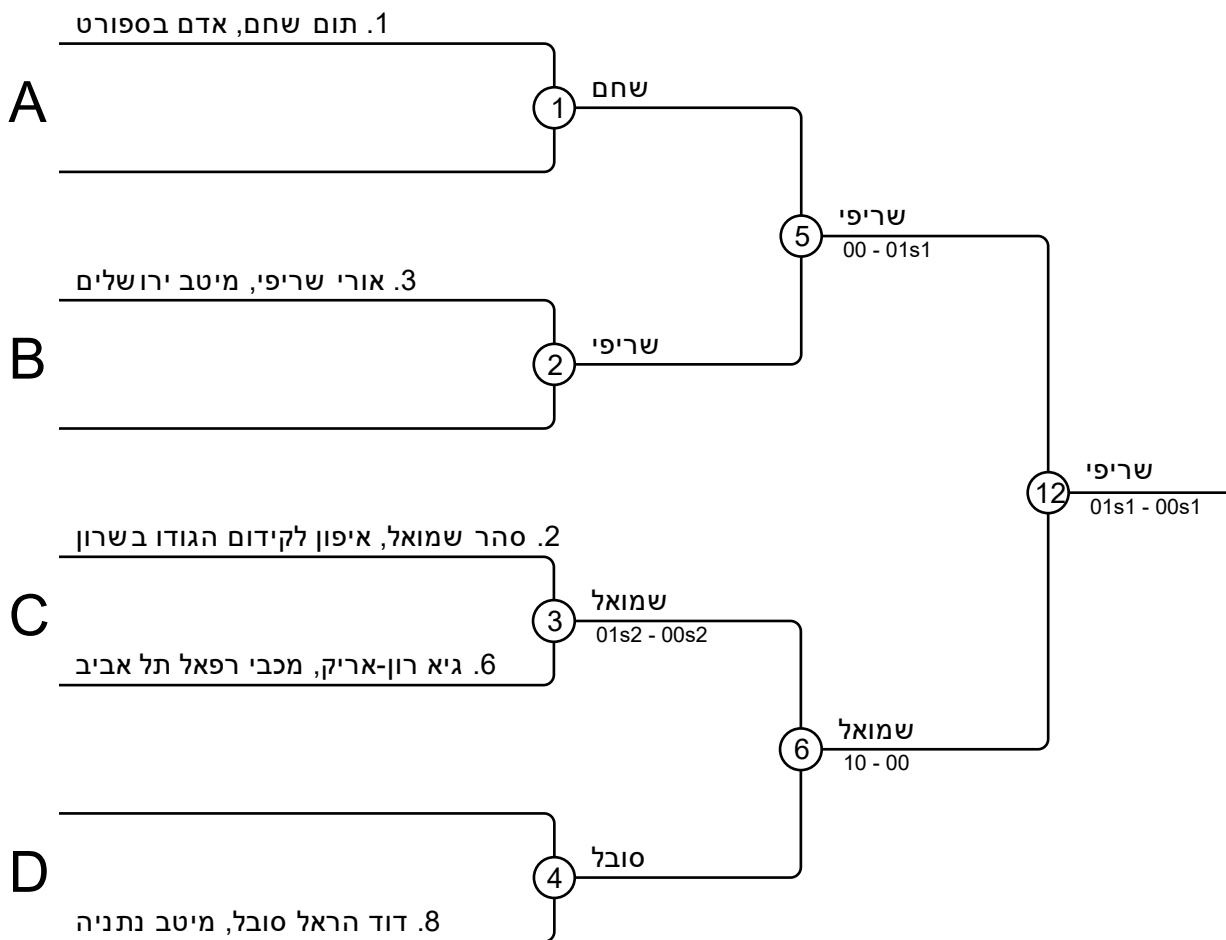 1. תום שחם, אדם בספורט
A
1
שחם
5
שריפי
00 - 01s1
3. אורי שריפי, מיטב ירושלים
B
2
שריפי
12
שריפי
01s1 - 00s1
2. סהר שמואל, איפון לקידום הגודו בשרון
C
3
שמואל
01s2 - 00s2
6. גיא רון-אריק, מכבי רפאל תל אביב
6
שמואל
10 - 00
D
4
סובל
8. דוד הראל סובל, מיטב נתניה